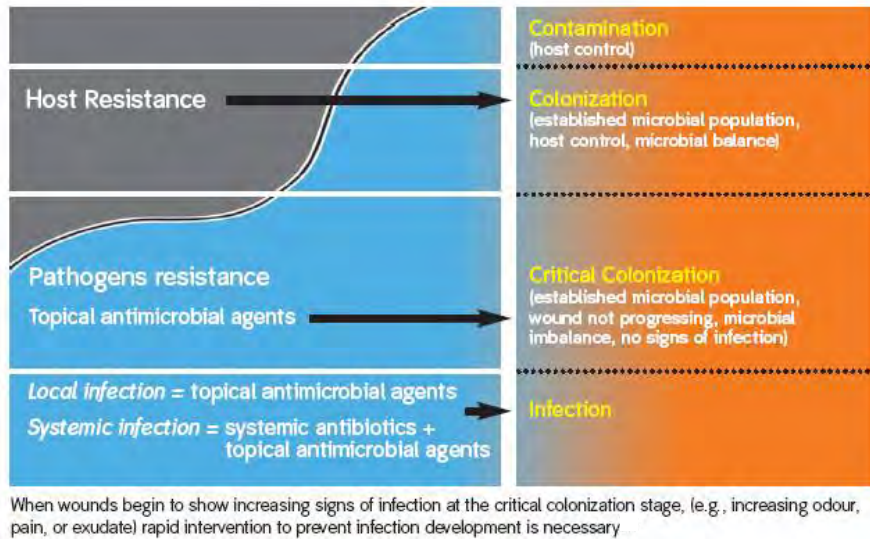 Contamination
(host control)
Host Resistance
Colonization
(established microbial population,
host control, microbial balance)
Pathogens resistance
Topical antimicrobial agents
Critical Colonization
(established microbial population,
wound not progressing, microbial
imbalance, no signs of infection)
Local infection = topical antimicrobial agents
Systemic infection = systemic antibiotics +
topical antimicrobial agents
Infection
When wounds begin to show increasing signs of infection at the critical colonization stage, (e.g., increasing odour,
pain, or exudate) rapid intervention to prevent infection development is necessary